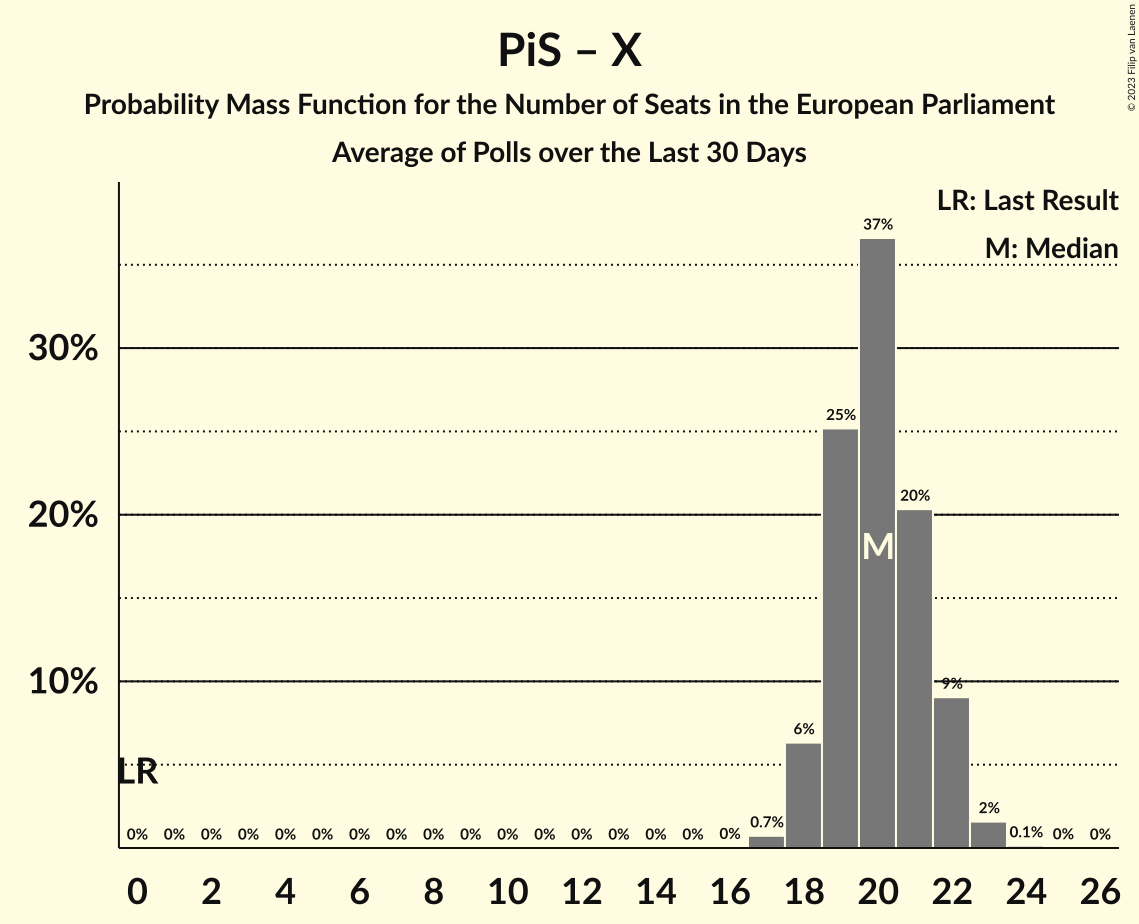 PiS – X
Probability Mass Function for the Number of Seats in the European Parliament
Average of Polls over the Last 30 Days
© 2023 Filip van Laenen
LR: Last Result
M: Median
37%
30%
25%
20%
20%
M
10%
9%
6%
LR
2%
0% 0% 0% 0% 0% 0% 0% 0% 0% 0% 0% 0% 0% 0% 0% 0% 0% 0.7% 0.1% 0% 0%
0 2 4 6 8 10 12 14 16 18 20 22 24 26